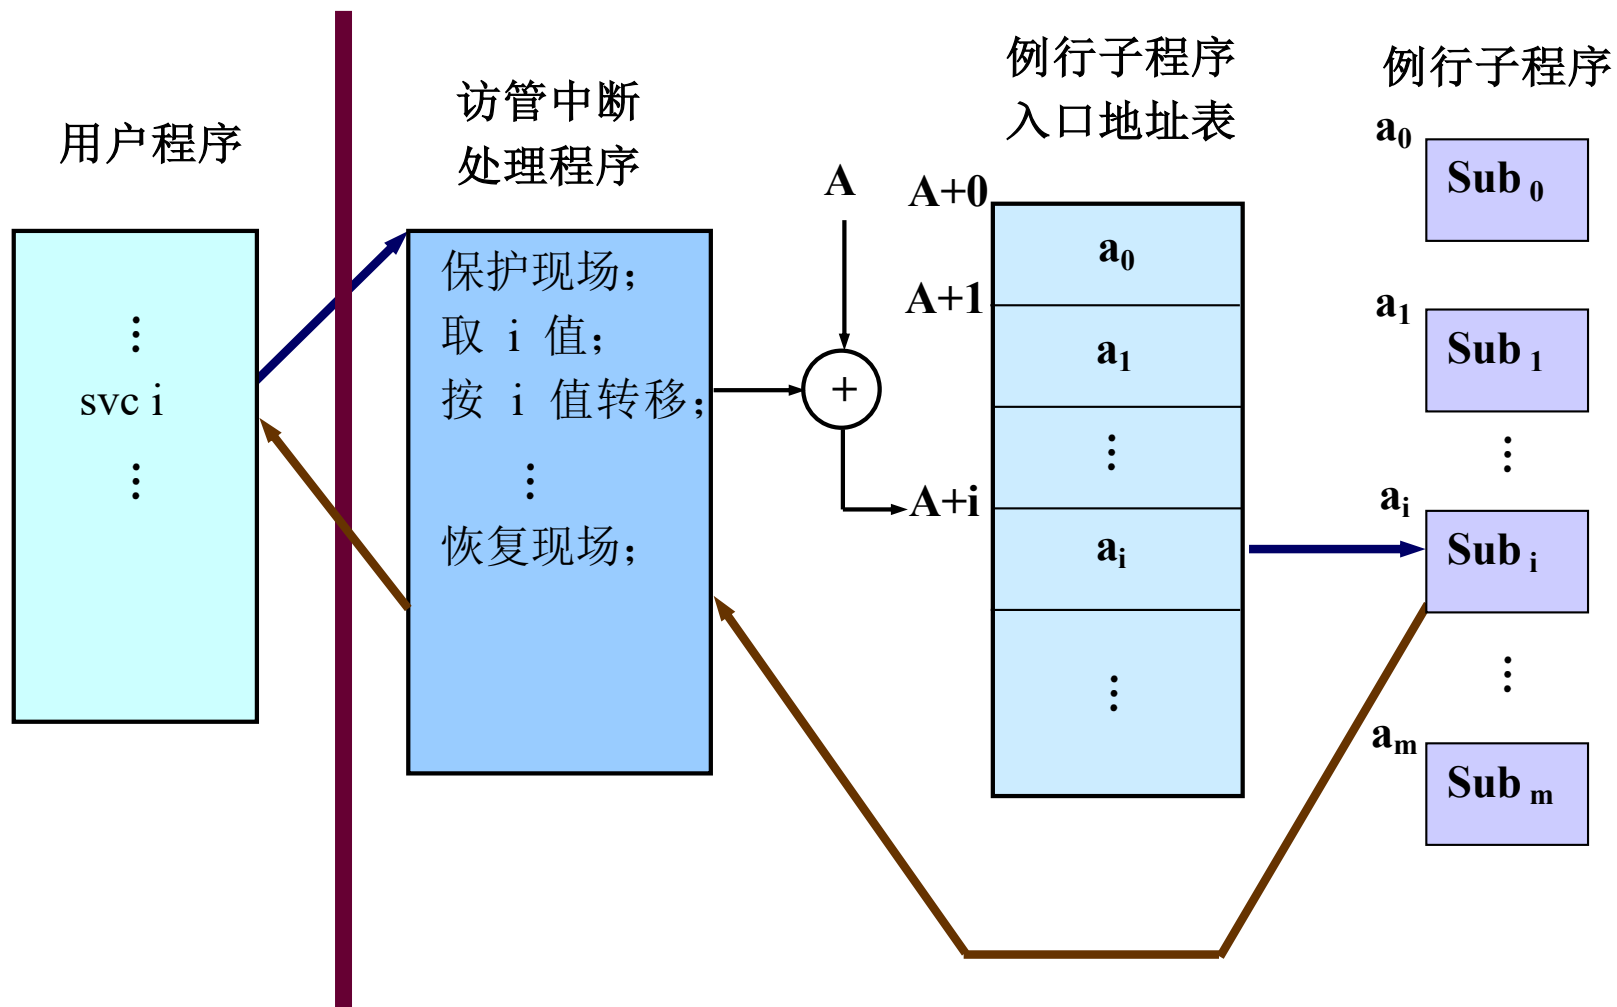 用户程序
⋮
svc i
⋮
访管中断
处理程序
保护现场；
取 i 值；
按 i 值转移；
⋮
恢复现场；
A
+
例行子程序
入口地址表
A+0
a₀
A+1
a₁
⋮
A+i
aᵢ
⋮
例行子程序
a₀
Sub ₀
a₁
Sub ₁
⋮
aᵢ
Sub ᵢ
⋮
aₘ
Sub ₘ